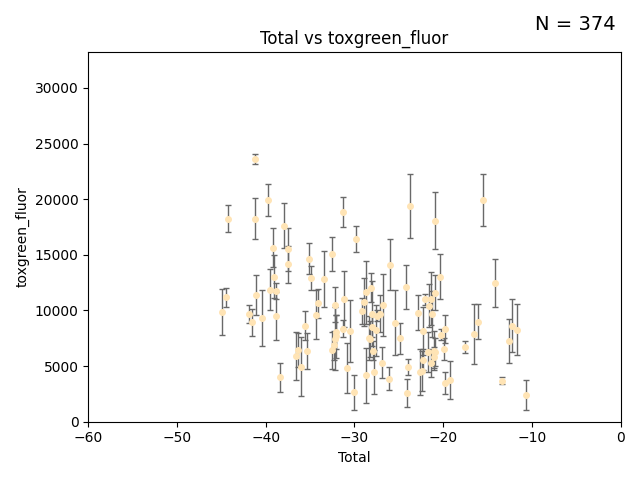 N = 374
Total vs toxgreen_fluor
toxgreen_fluor
30000
25000
20000
15000
10000
5000
0
−60 −50 −40 −30 −20 −10 0
Total